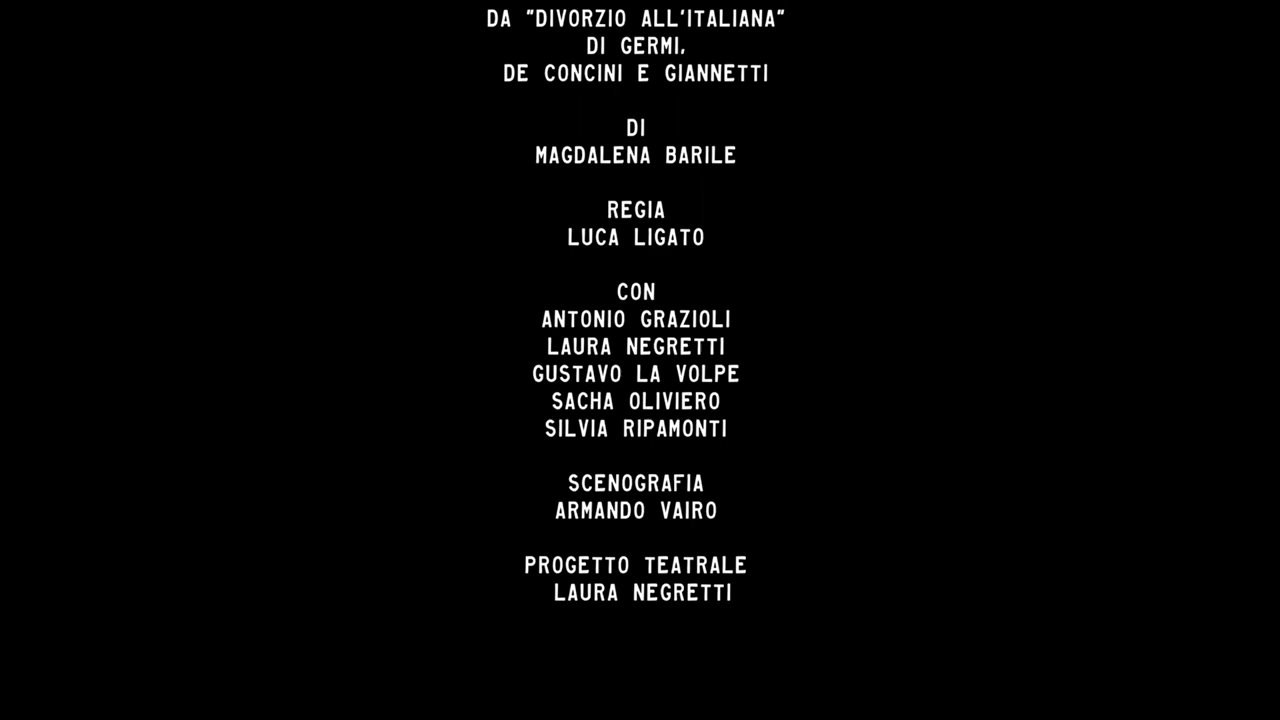 DA "DIVORZIO ALL'ITALIANA"
DI GERMI,
DE CONCINI E GIANNETTI
DI
MAGDALENA BARILE
REGIA
LUCA LIGATO
CON
ANTONIO GRAZIOLI
LAURA NEGRETTI
GUSTAVO LA VOLPE
SACHA OLIVIERO
SILVIA RIPAMONTI
SCENOGRAFIA
ARMANDO VAIRO
PROGETTO TEATRALE
LAURA NEGRETTI